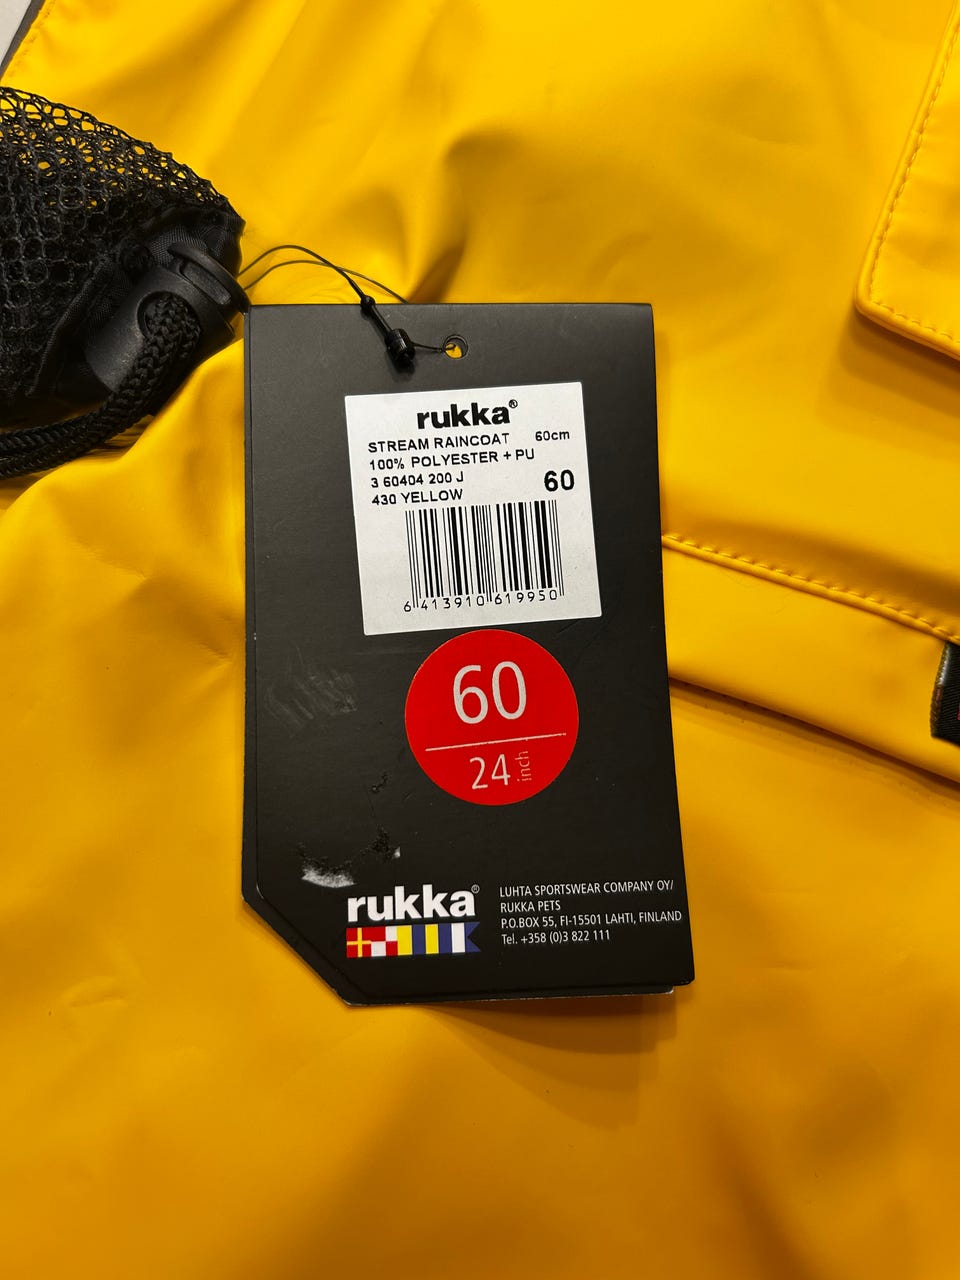 rukka®
STREAM RAINCOAT 60cm
100% POLYESTER + PU
3 60404 200 J 60
430 YELLOW
6 413910 619950
60
24 inch
rukka®
LUHTA SPORTSWEAR COMPANY OY/
RUKKA PETS
P.O.BOX 55, FI-15501 LAHTI, FINLAND
Tel. +358 (0)3 822 111